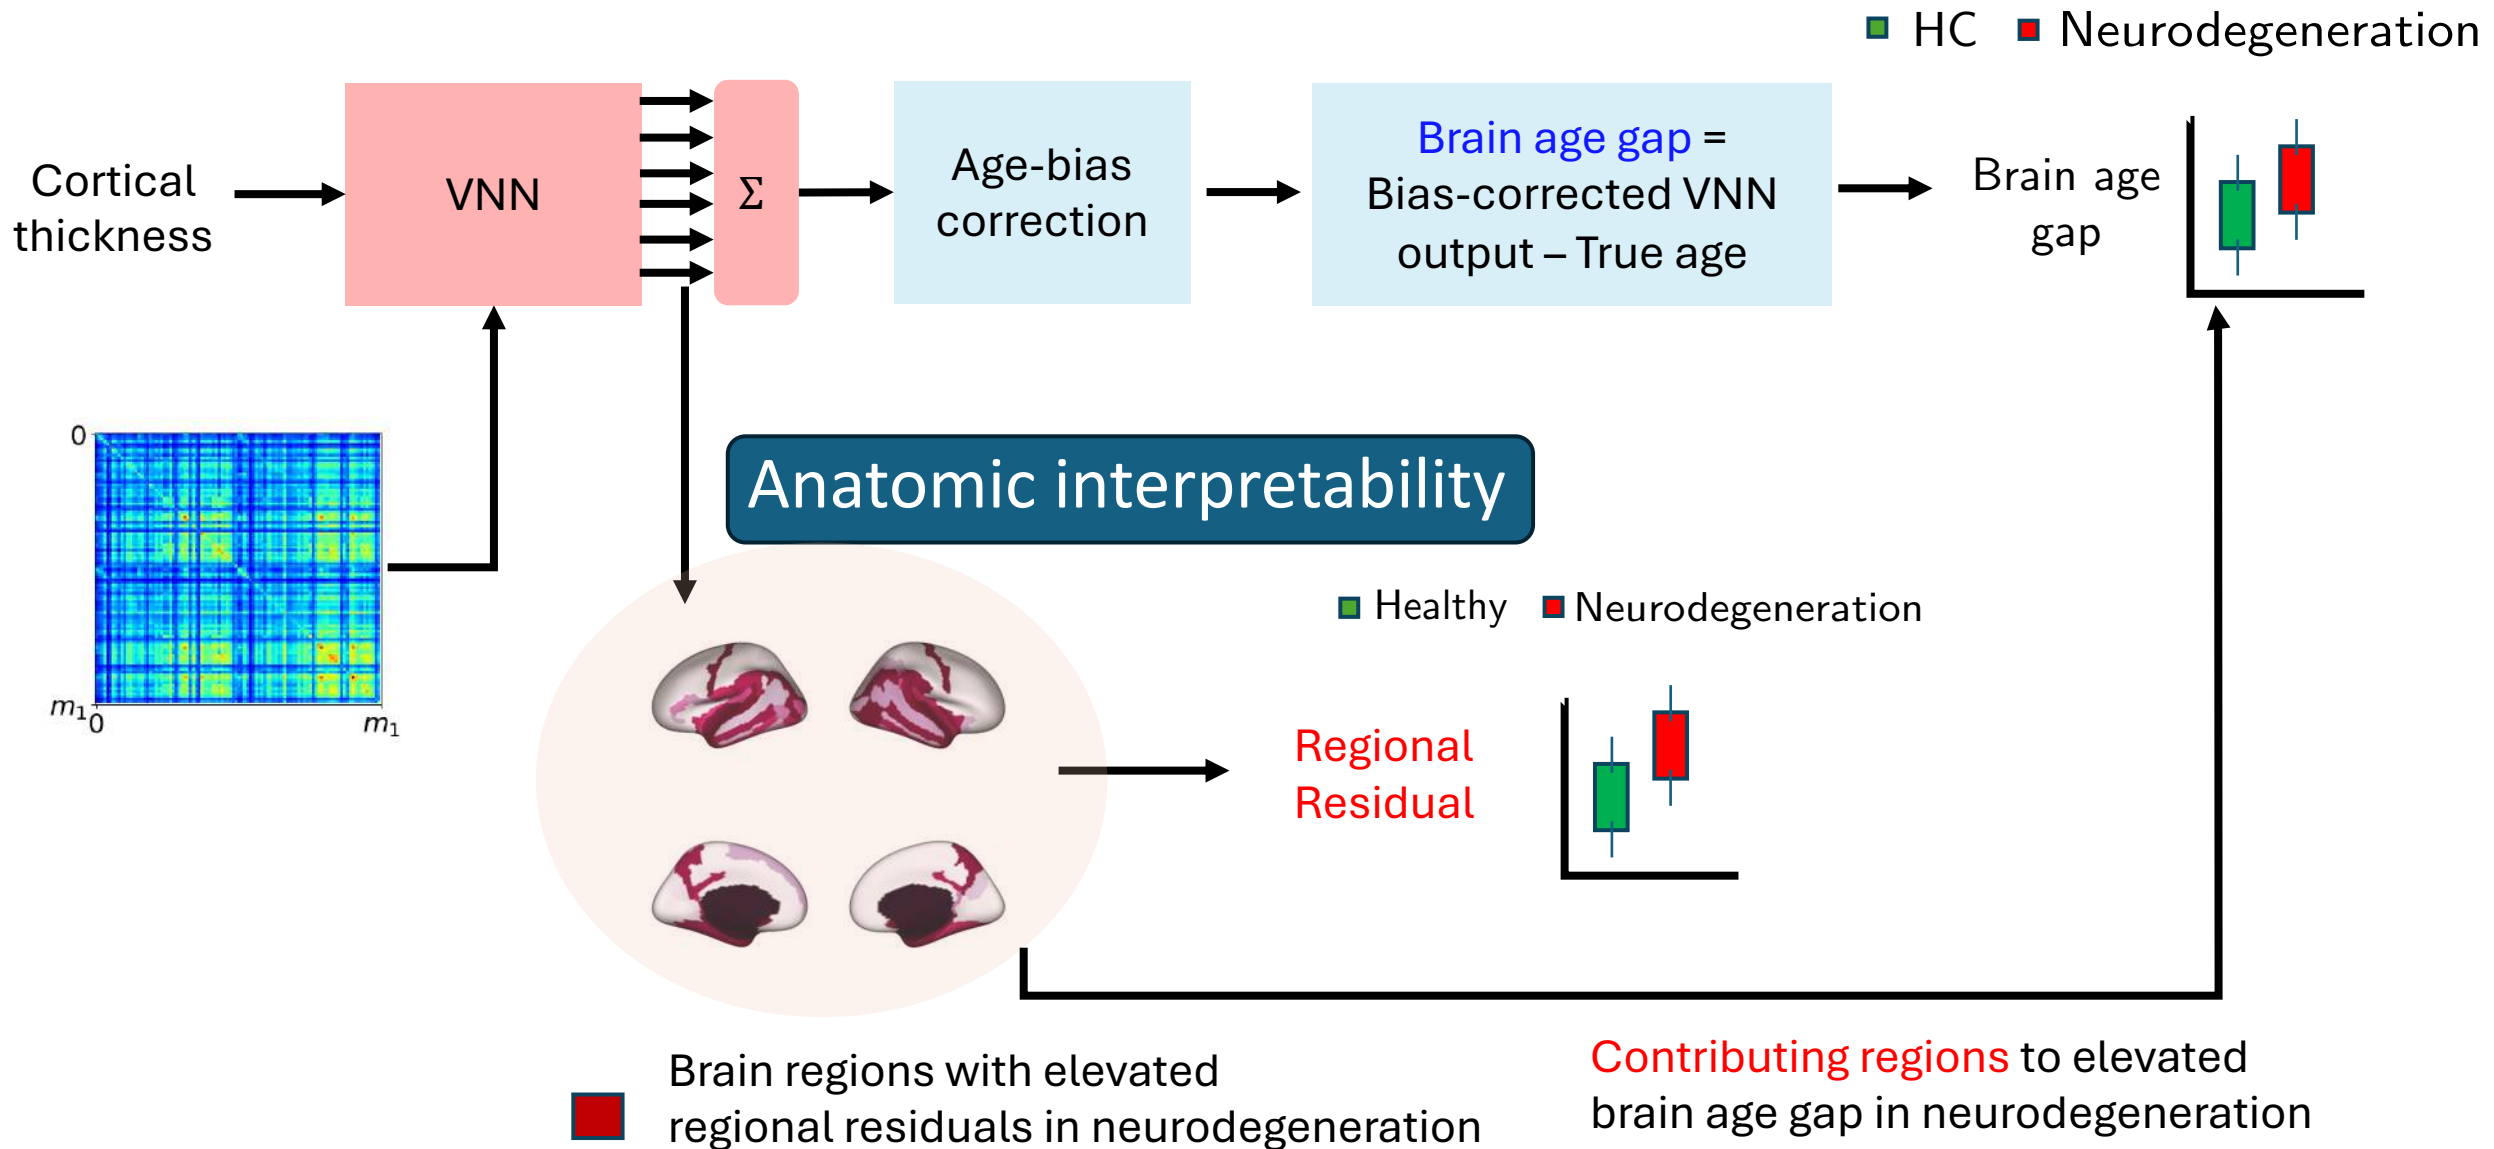 HC Neurodegeneration
Cortical
thickness
VNN
Σ
Age-bias
correction
Brain age gap =
Bias-corrected VNN
output – True age
Brain age
gap
0
m₁
0
m₁
Anatomic interpretability
Healthy Neurodegeneration
Regional
Residual
Brain regions with elevated
regional residuals in neurodegeneration
Contributing regions to elevated
brain age gap in neurodegeneration